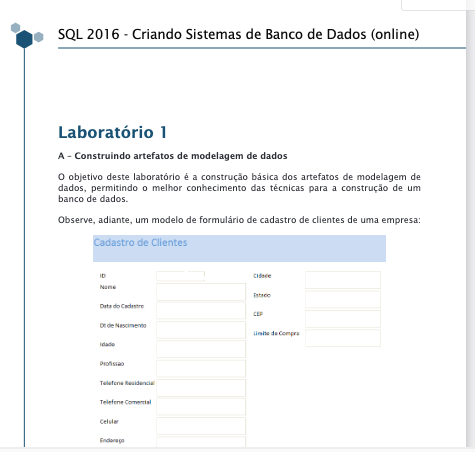 SQL 2016 - Criando Sistemas de Banco de Dados (online)
Laboratório 1
A – Construindo artefatos de modelagem de dados
O objetivo deste laboratório é a construção básica dos artefatos de modelagem de
dados, permitindo o melhor conhecimento das técnicas para a construção de um
banco de dados.
Observe, adiante, um modelo de formulário de cadastro de clientes de uma empresa:
Cadastro de Clientes
ID
Nome
Data do Cadastro
Dt de Nascimento
Idade
Profissao
Telefone Residencial
Telefone Comercial
Celular
Endereço
Cidade
Estado
CEP
Limite de Compra